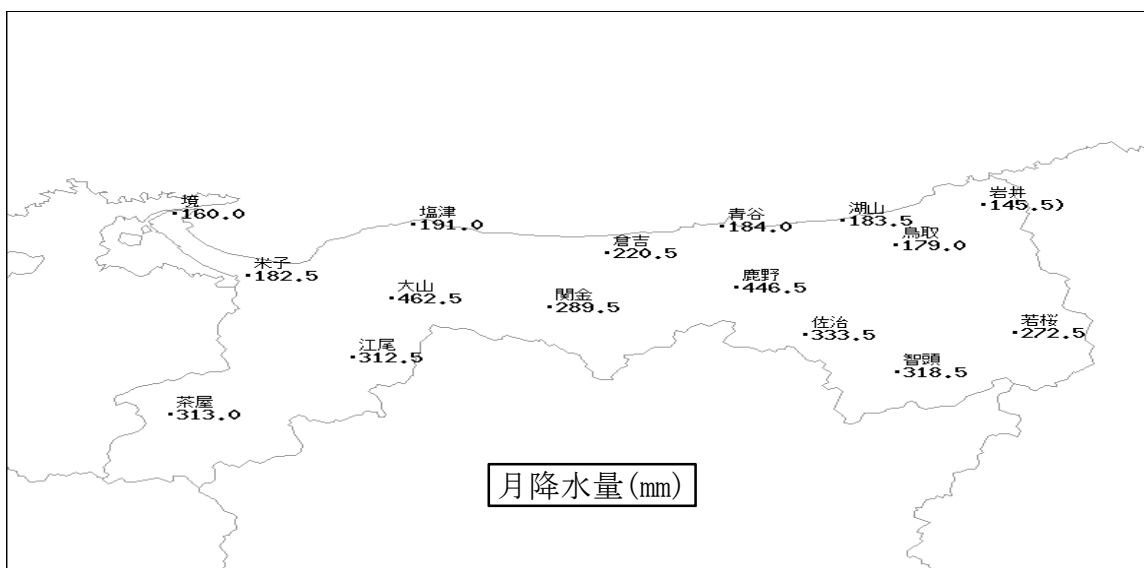 境
・160.0
塩津
・191.0
青谷
・184.0
湖山
・183.5
岩井
・145.5)
鳥取
・179.0
倉吉
・220.5
米子
・182.5
大山
・462.5
関金
・289.5
鹿野
・446.5
佐治
・333.5
若桜
・272.5
江尾
・312.5
智頭
・318.5
茶屋
・313.0
月降水量(㎜)